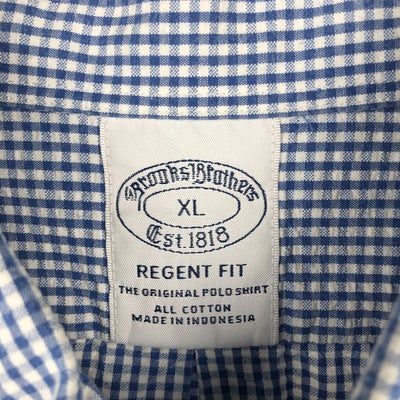 Brooks Brothers
XL
Est. 1818
REGENT FIT
THE ORIGINAL POLO SHIRT
ALL COTTON
MADE IN INDONESIA